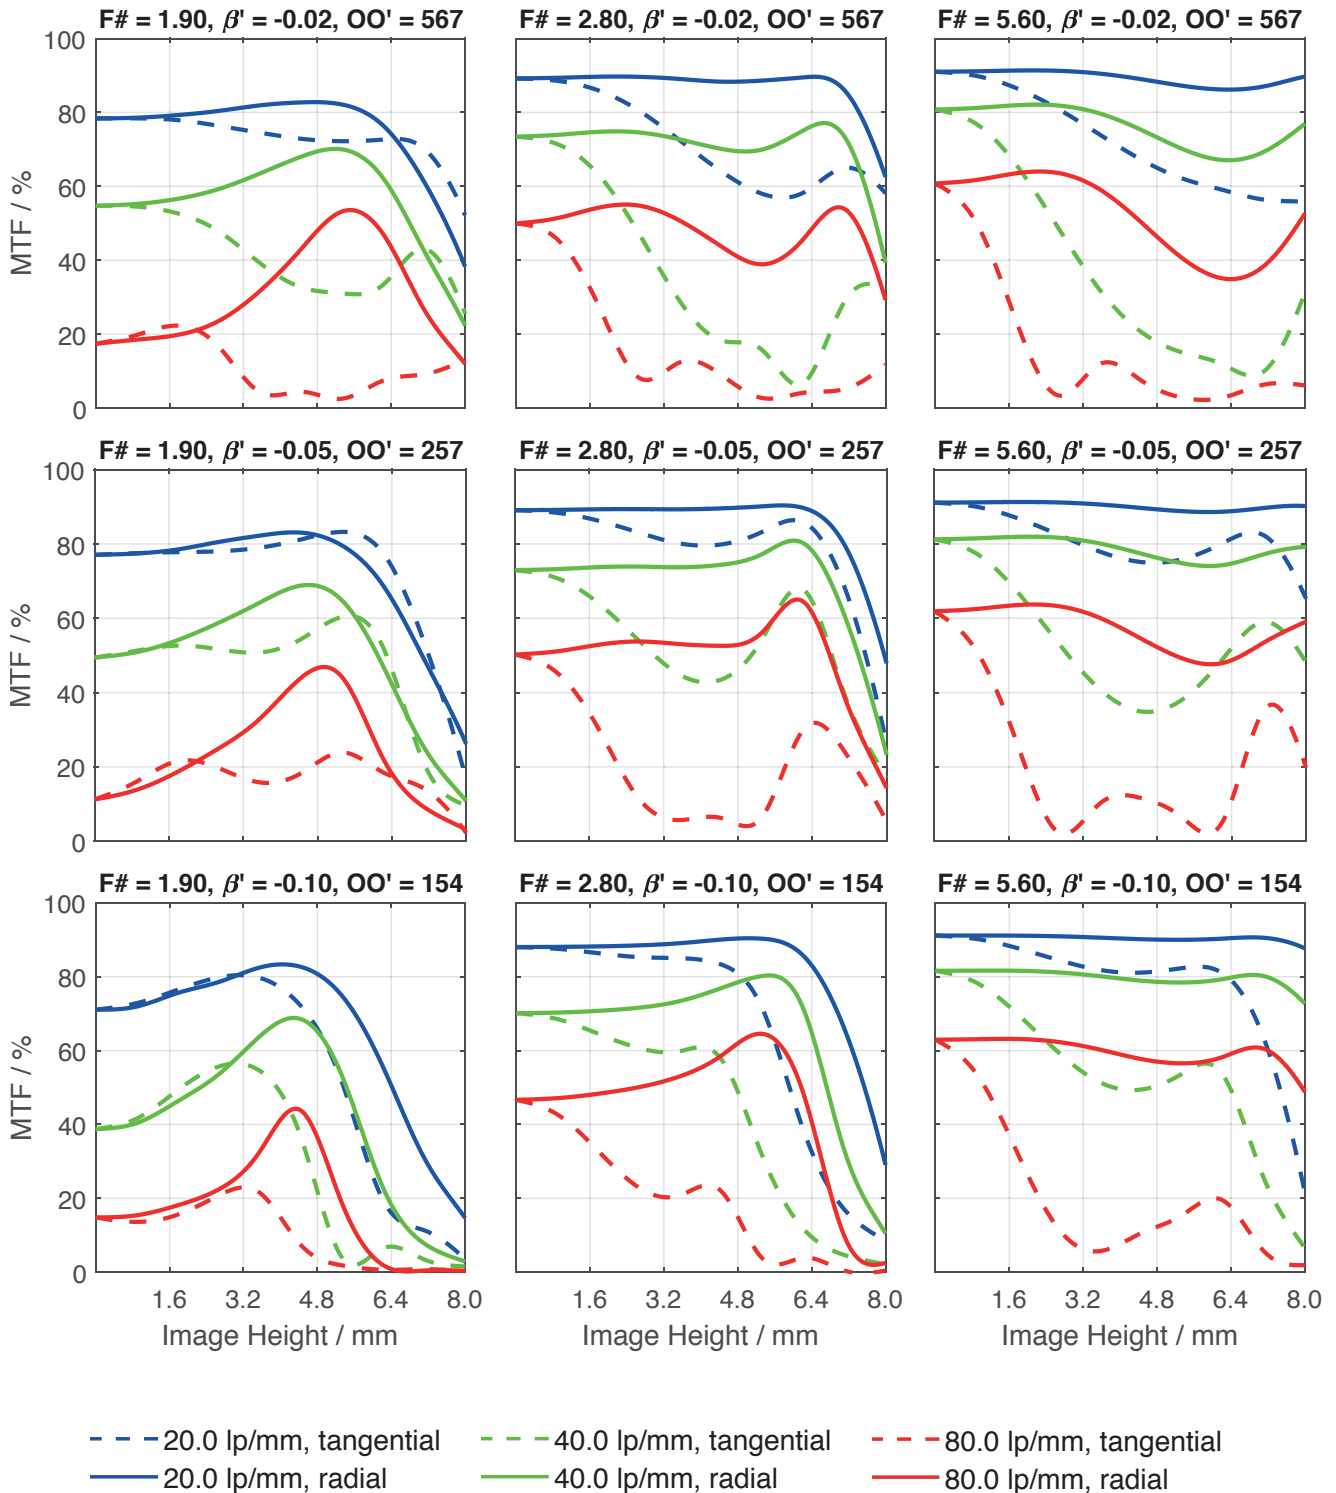 F# = 1.90, β' = -0.02, OO' = 567
F# = 2.80, β' = -0.02, OO' = 567
F# = 5.60, β' = -0.02, OO' = 567
100
80
60
40
20
0
MTF / %
F# = 1.90, β' = -0.05, OO' = 257
F# = 2.80, β' = -0.05, OO' = 257
F# = 5.60, β' = -0.05, OO' = 257
100
80
60
40
20
0
MTF / %
F# = 1.90, β' = -0.10, OO' = 154
F# = 2.80, β' = -0.10, OO' = 154
F# = 5.60, β' = -0.10, OO' = 154
100
80
60
40
20
0
MTF / %
1.6 3.2 4.8 6.4 8.0
1.6 3.2 4.8 6.4 8.0
1.6 3.2 4.8 6.4 8.0
Image Height / mm
Image Height / mm
Image Height / mm
20.0 lp/mm, tangential
40.0 lp/mm, tangential
80.0 lp/mm, tangential
20.0 lp/mm, radial
40.0 lp/mm, radial
80.0 lp/mm, radial